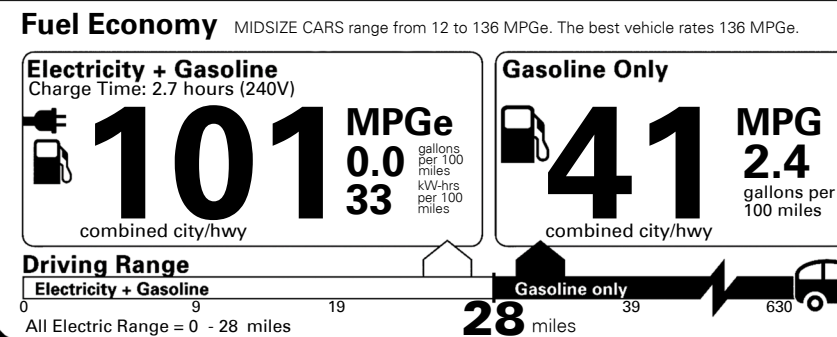 Fuel Economy MIDSIZE CARS range from 12 to 136 MPGe. The best vehicle rates 136 MPGe.
Electricity + Gasoline
Charge Time: 2.7 hours (240V)
101
MPGe
0.0 gallons per 100 miles
33 kW-hrs per 100 miles
combined city/hwy
Gasoline Only
41
MPG
2.4
gallons per
100 miles
combined city/hwy
Driving Range
Electricity + Gasoline
Gasoline only
0 9 19 28 miles 39 630
All Electric Range = 0 - 28 miles